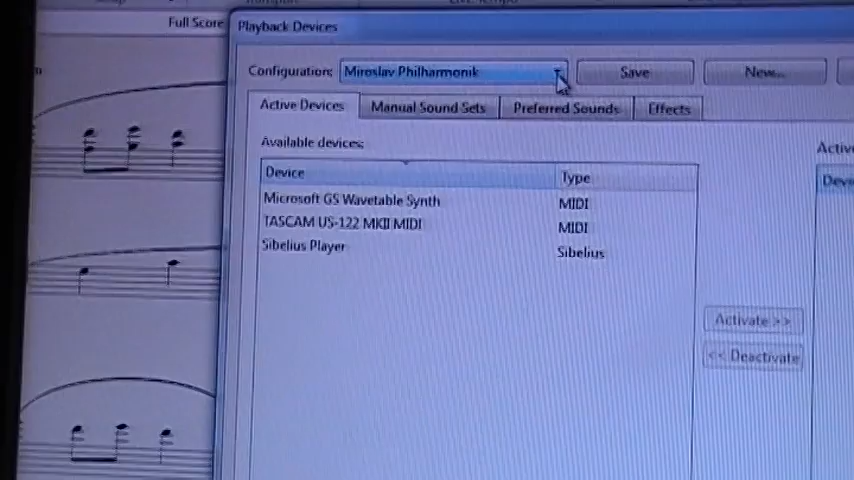 Full Score
Playback Devices
Configuration: Miroslav Philharmonik Save New...
Active Devices Manual Sound Sets Preferred Sounds Effects
Available devices:
Device Type
Microsoft GS Wavetable Synth MIDI
TASCAM US-122 MKII MIDI MIDI
Sibelius Player Sibelius
Activate >>
<< Deactivate